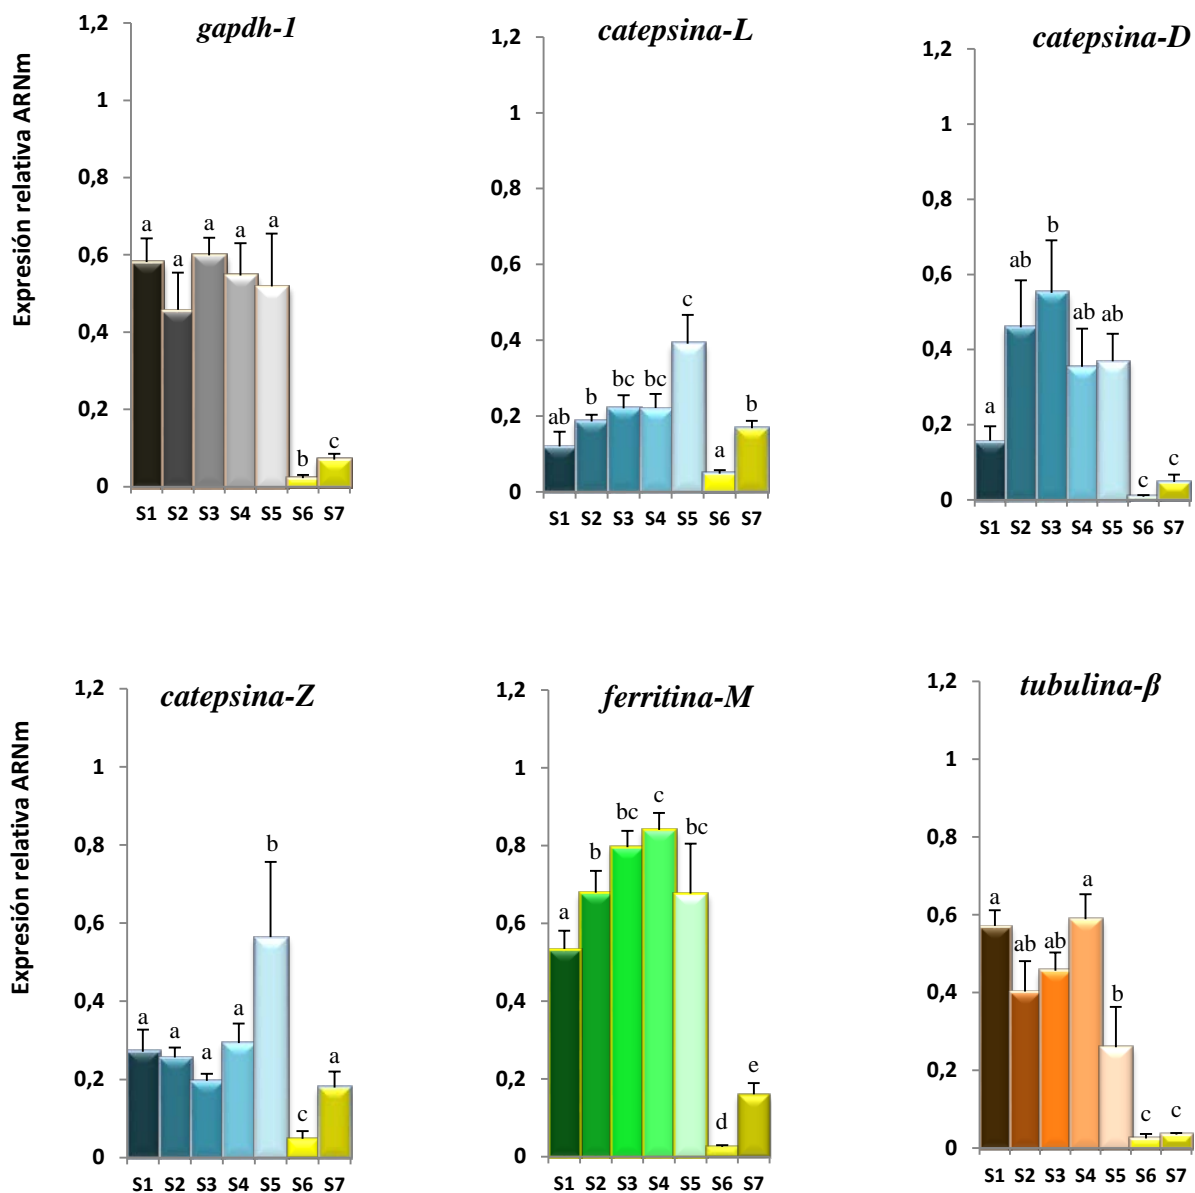 gapdh-1
catepsina-L
catepsina-D
Expresión relativa ARNm
1,2
1
0,8
0,6
0,4
0,2
0
a
a
a
a
a
b
c
S1 S2 S3 S4 S5 S6 S7
1,2
1
0,8
0,6
0,4
0,2
0
ab
b
bc
bc
c
a
b
S1 S2 S3 S4 S5 S6 S7
1,2
1
0,8
0,6
0,4
0,2
0
a
ab
b
ab
ab
c
c
S1 S2 S3 S4 S5 S6 S7
catepsina-Z
ferritina-M
tubulina-β
Expresión relativa ARNm
1,2
1
0,8
0,6
0,4
0,2
0
a
a
a
a
b
c
a
S1 S2 S3 S4 S5 S6 S7
1,2
1
0,8
0,6
0,4
0,2
0
a
b
bc
c
bc
d
e
S1 S2 S3 S4 S5 S6 S7
1,2
1
0,8
0,6
0,4
0,2
0
a
ab
ab
a
b
c
c
S1 S2 S3 S4 S5 S6 S7